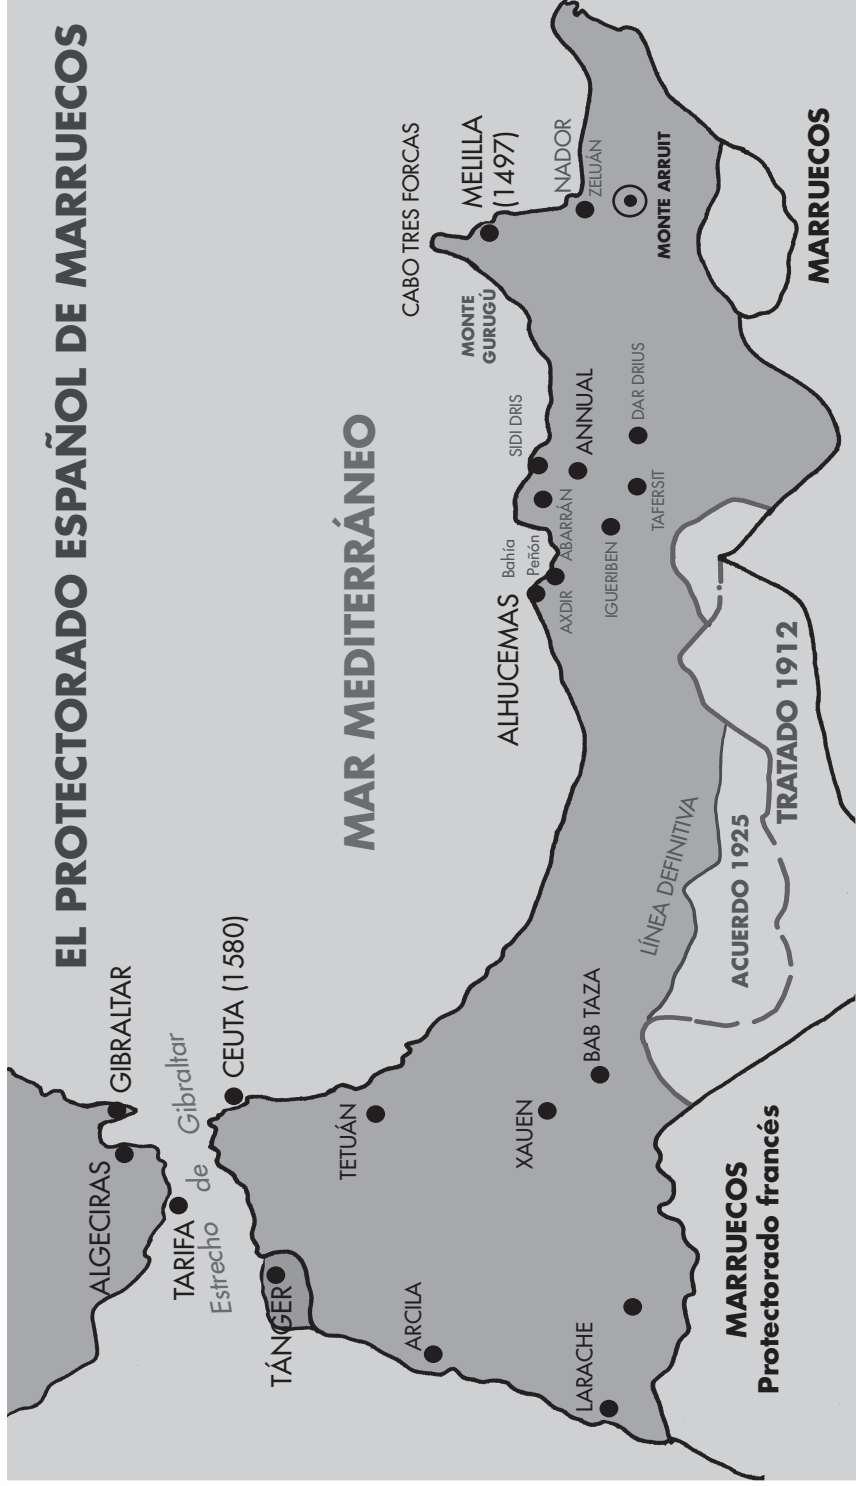 EL PROTECTORADO ESPAÑOL DE MARRUECOS
GIBRALTAR
ALGECIRAS
TARIFA
Estrecho de Gibraltar
CEUTA (1580)
TÁNGER
TETUÁN
ARCILA
XAUEN
BAB TAZA
LARACHE
MAR MEDITERRÁNEO
CABO TRES FORCAS
MELILLA
(1497)
MONTE
GURUGÚ
NADOR
ZELUÁN
MONTE ARRUIT
SIDI DRIS
ANNUAL
DAR DRIUS
ALHUCEMAS
Bahía
Peñón
AXDIR
ABARRÁN
IGUERIBEN
TAFERSIT
LÍNEA DEFINITIVA
ACUERDO 1925
TRATADO 1912
MARRUECOS
MARRUECOS
Protectorado francés